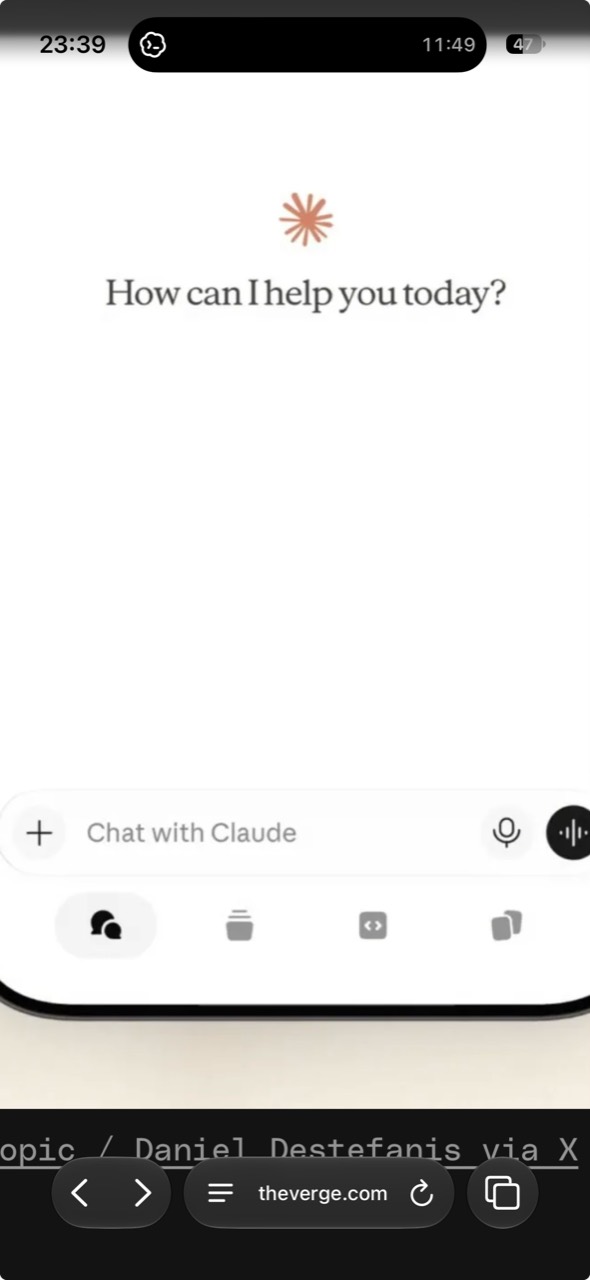 23:39
11:49
47
How can I help you today?
Chat with Claude
opic / Daniel Destefanis via X
theverge.com